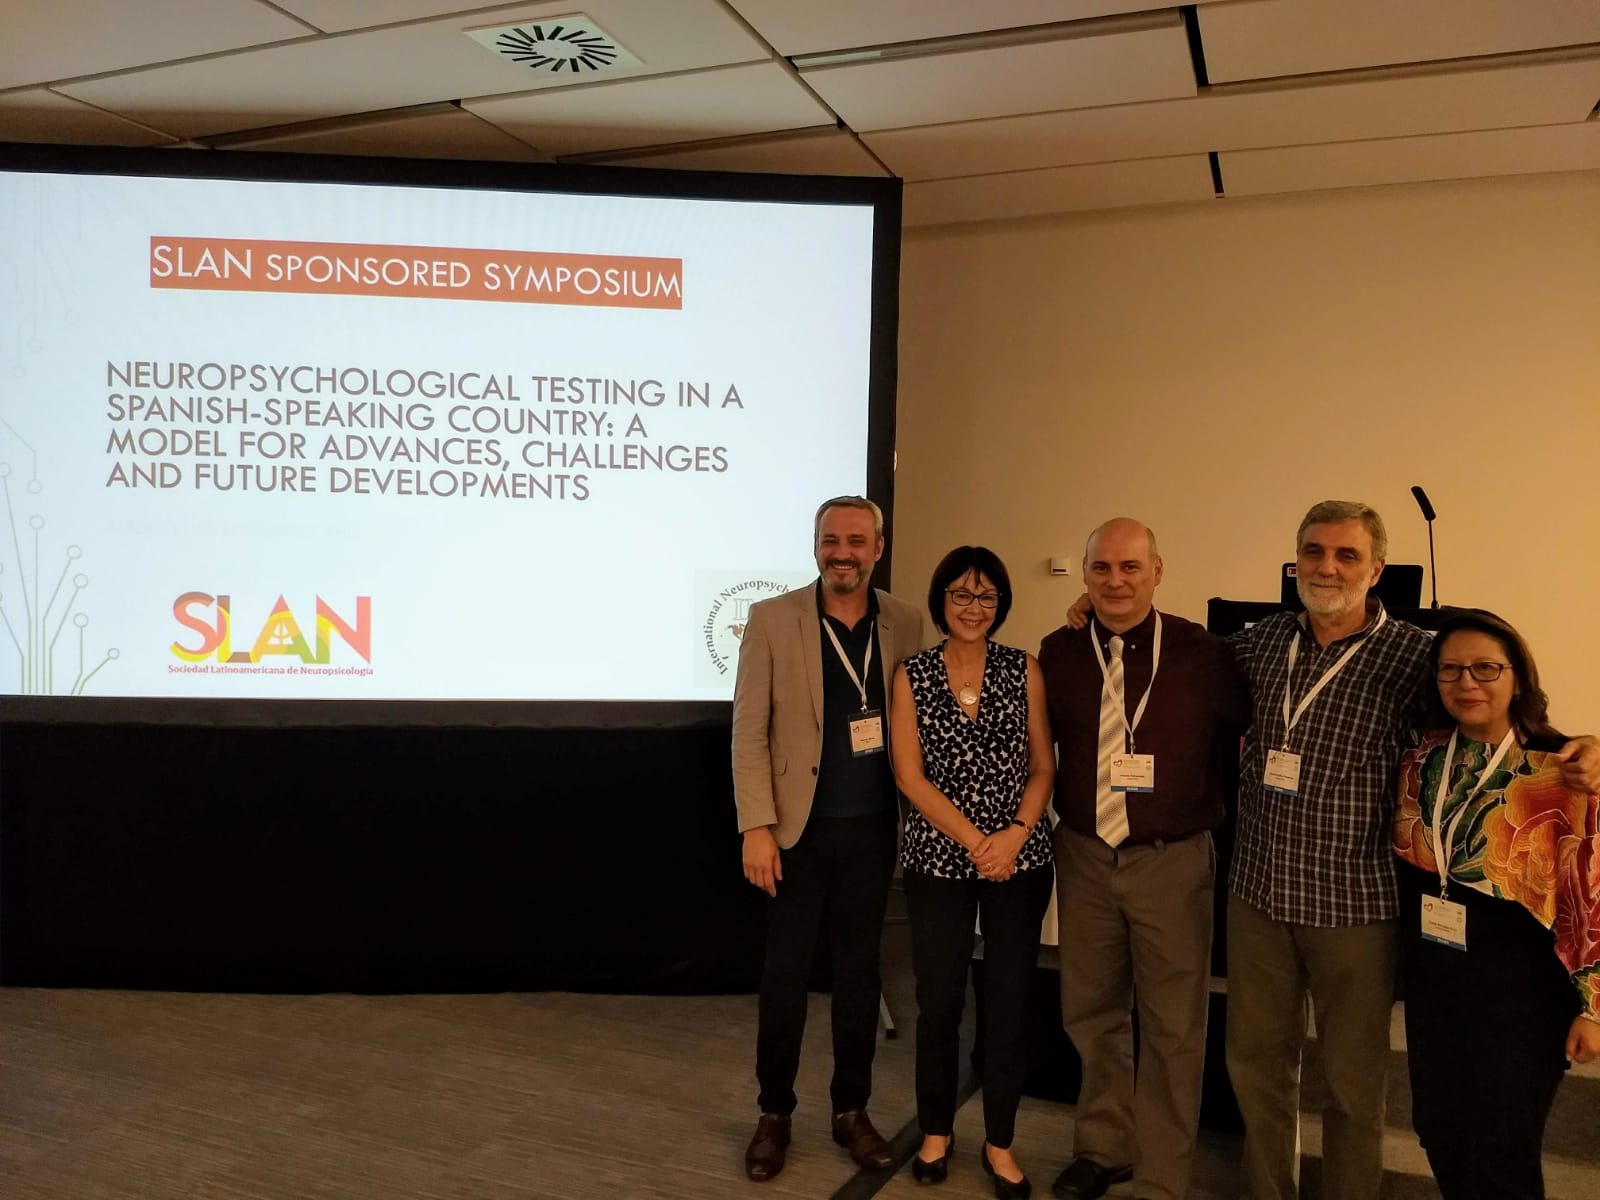 SLAN SPONSORED SYMPOSIUM
NEUROPSYCHOLOGICAL TESTING IN A
SPANISH-SPEAKING COUNTRY: A
MODEL FOR ADVANCES, CHALLENGES
AND FUTURE DEVELOPMENTS
SLAN
Sociedad Latinoamericana de Neuropsicología
International